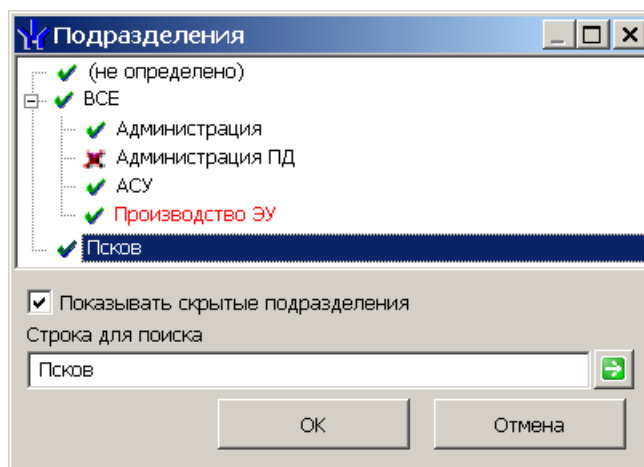 Подразделения
(не определено)
ВСЕ
Администрация
Администрация ПД
АСУ
Производство ЭУ
Псков
Показывать скрытые подразделения
Строка для поиска
Псков
OK
Отмена